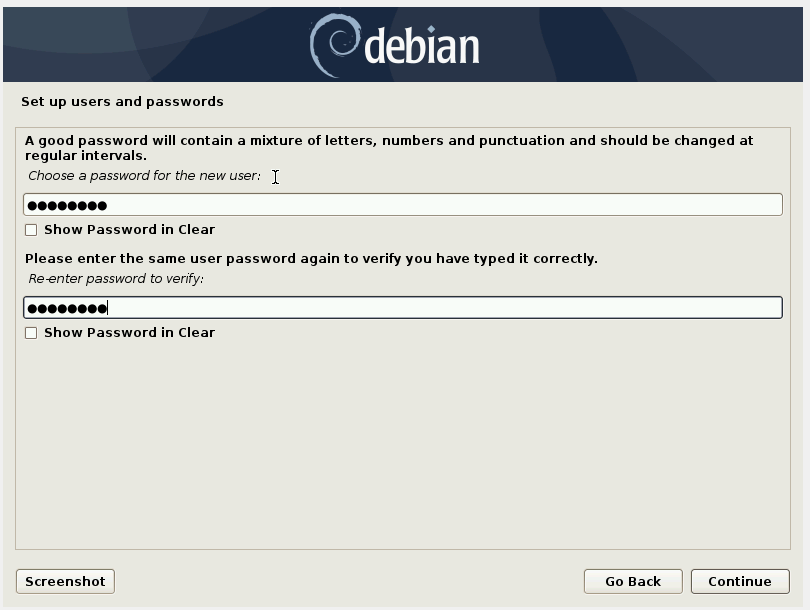 debian
Set up users and passwords
A good password will contain a mixture of letters, numbers and punctuation and should be changed at
regular intervals.
Choose a password for the new user:
●●●●●●●●
Show Password in Clear
Please enter the same user password again to verify you have typed it correctly.
Re-enter password to verify:
●●●●●●●●
Show Password in Clear
Screenshot
Go Back
Continue